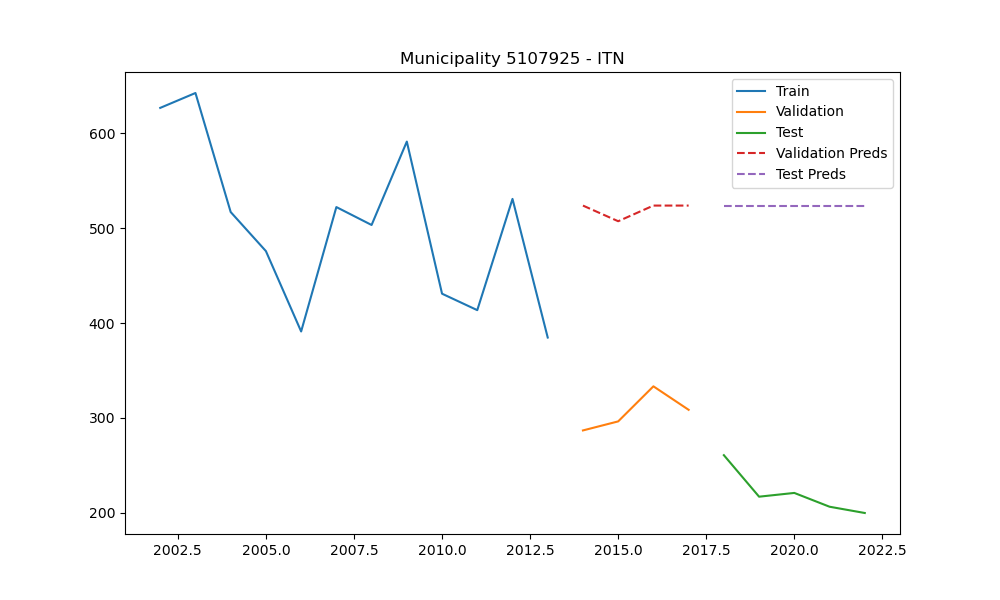 Municipality 5107925 - ITN
Train
Validation
Test
Validation Preds
Test Preds
600
500
400
300
200
2002.5 2005.0 2007.5 2010.0 2012.5 2015.0 2017.5 2020.0 2022.5